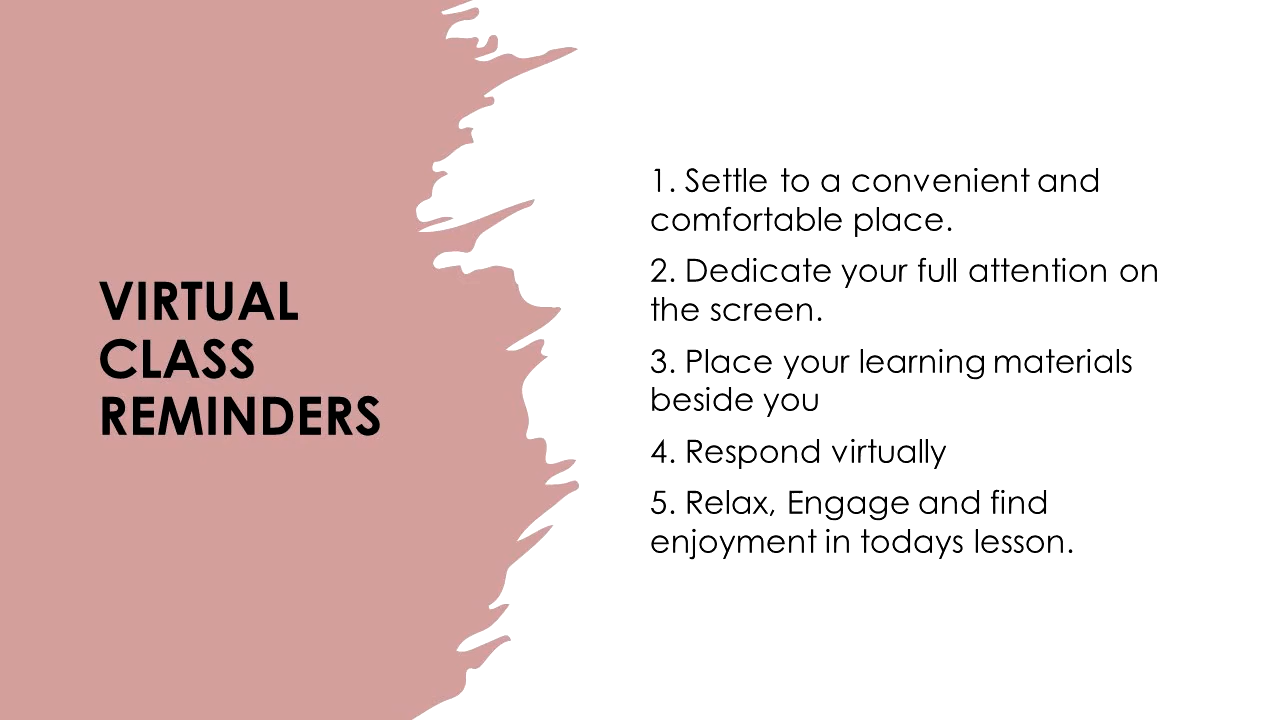 VIRTUAL
CLASS
REMINDERS
1. Settle to a convenient and
comfortable place.
2. Dedicate your full attention on
the screen.
3. Place your learning materials
beside you
4. Respond virtually
5. Relax, Engage and find
enjoyment in todays lesson.